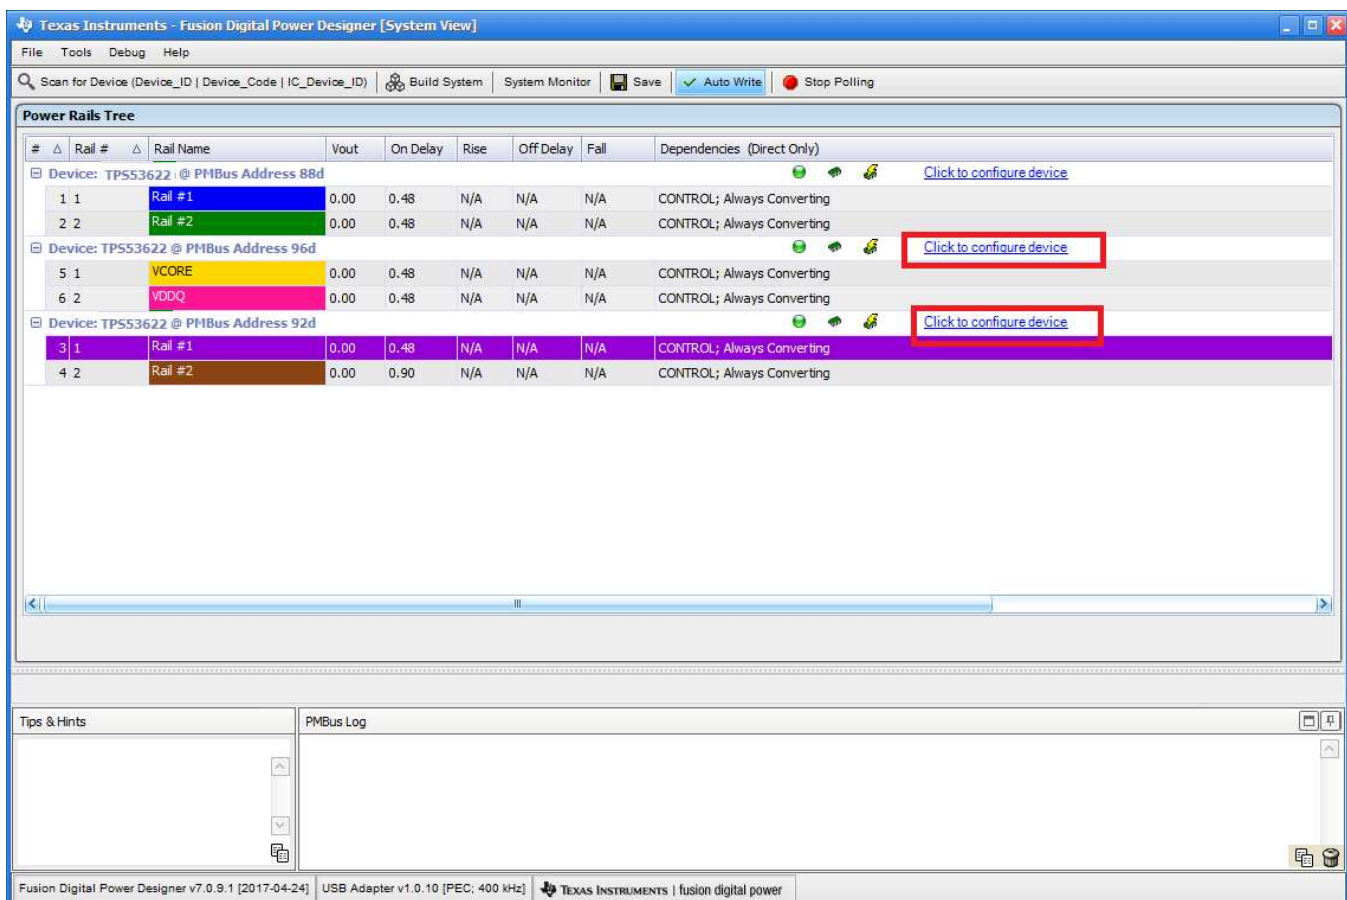 Texas Instruments - Fusion Digital Power Designer [System View]
File Tools Debug Help
Scan for Device (Device_ID | Device_Code | IC_Device_ID) Build System System Monitor Save Auto Write Stop Polling
Power Rails Tree
# Rail # Rail Name Vout On Delay Rise Off Delay Fall Dependencies (Direct Only)
Device: TPS53622 @ PMBus Address 88d Click to configure device
1 1 Rail #1 0.00 0.48 N/A N/A N/A CONTROL; Always Converting
2 2 Rail #2 0.00 0.48 N/A N/A N/A CONTROL; Always Converting
Device: TPS53622 @ PMBus Address 96d Click to configure device
5 1 VCORE 0.00 0.48 N/A N/A N/A CONTROL; Always Converting
6 2 VDDQ 0.00 0.48 N/A N/A N/A CONTROL; Always Converting
Device: TPS53622 @ PMBus Address 92d Click to configure device
3 1 Rail #1 0.00 0.48 N/A N/A N/A CONTROL; Always Converting
4 2 Rail #2 0.00 0.90 N/A N/A N/A CONTROL; Always Converting
Tips & Hints PMBus Log
Fusion Digital Power Designer v7.0.9.1 [2017-04-24] USB Adapter v1.0.10 [PEC; 400 kHz] TEXAS INSTRUMENTS | fusion digital power